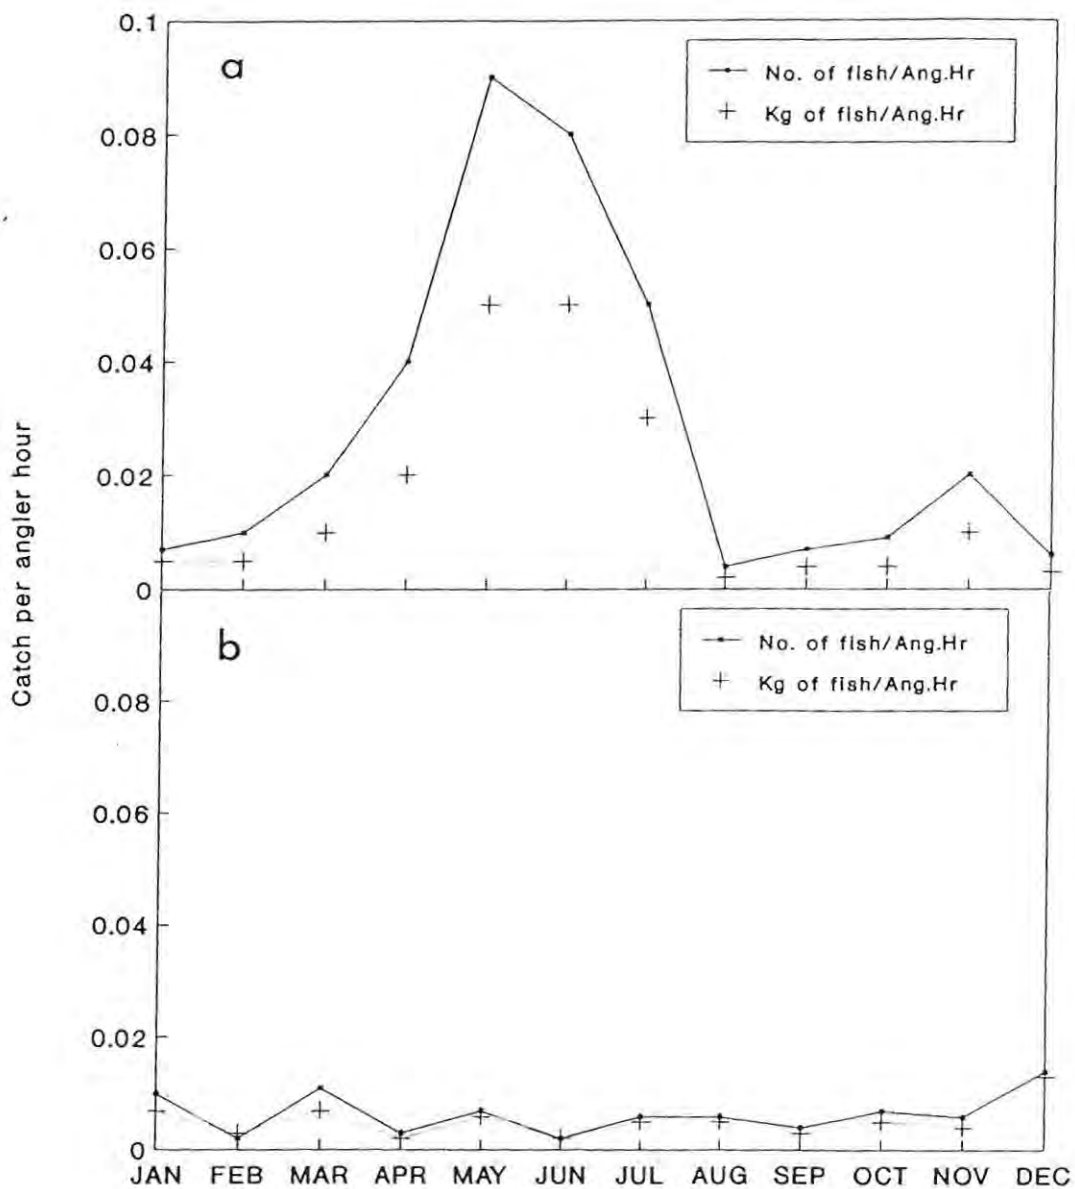 0.1
a
No. of fish/Ang.Hr
Kg of fish/Ang.Hr
0.08
0.06
0.04
0.02
0
Catch per angler hour
b
No. of fish/Ang.Hr
Kg of fish/Ang.Hr
0.08
0.06
0.04
0.02
0
JAN FEB MAR APR MAY JUN JUL AUG SEP OCT NOV DEC